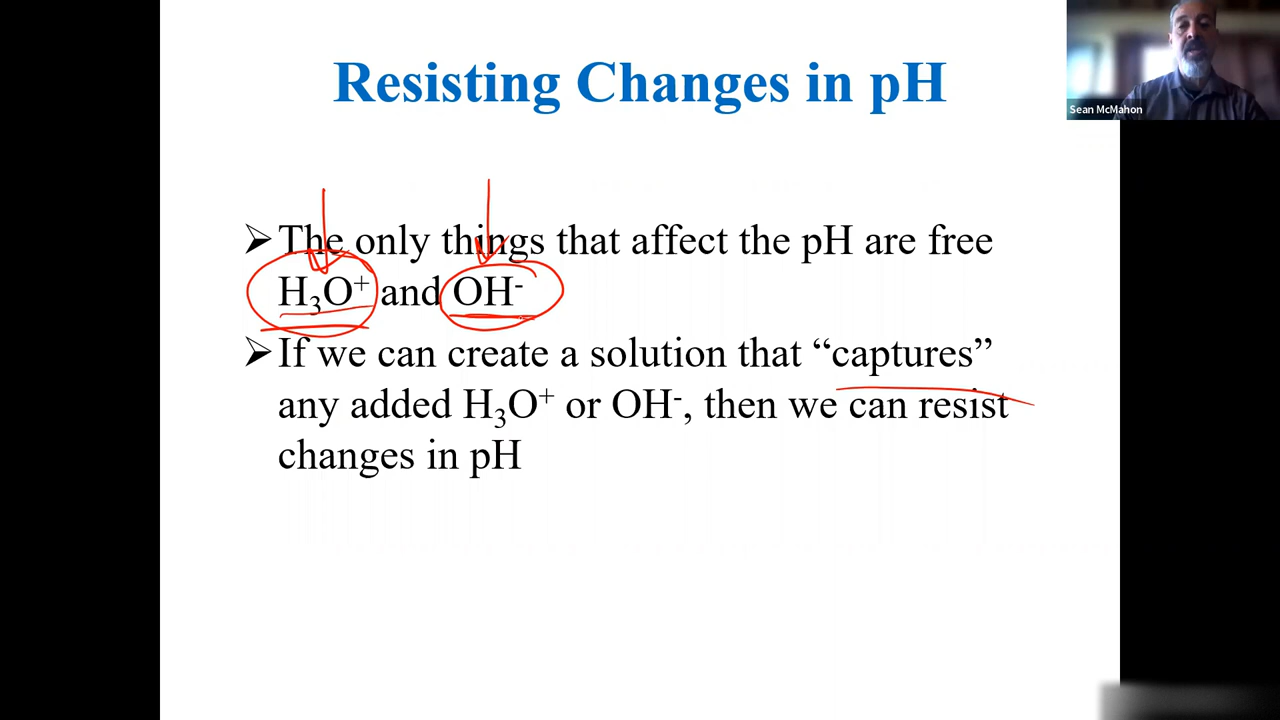 Resisting Changes in pH
Sean McMahon
➢The only things that affect the pH are free
H₃O⁺ and OH⁻
➢If we can create a solution that “captures”
any added H₃O⁺ or OH⁻, then we can resist
changes in pH